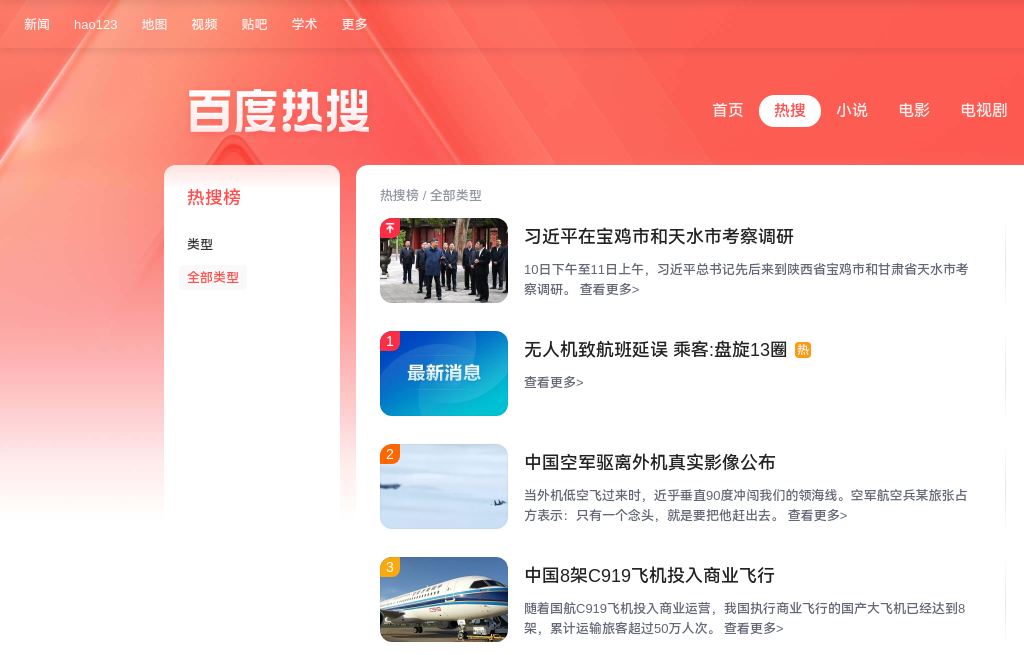 新闻 hao123 地图 视频 贴吧 学术 更多
百度热搜
首页 热搜 小说 电影 电视剧
热搜榜
类型
全部类型
热搜榜 / 全部类型
习近平在宝鸡市和天水市考察调研
10日下午至11日上午，习近平总书记先后来到陕西省宝鸡市和甘肃省天水市考
察调研。 查看更多>
1
最新消息
无人机致航班延误 乘客:盘旋13圈 热
查看更多>
2
中国空军驱离外机真实影像公布
当外机低空飞过来时，近乎垂直90度冲闯我们的领海线。空军航空兵某旅张占
方表示：只有一个念头，就是要把他赶出去。 查看更多>
3
中国8架C919飞机投入商业飞行
随着国航C919飞机投入商业运营，我国执行商业飞行的国产大飞机已经达到8
架，累计运输旅客超过50万人次。 查看更多>